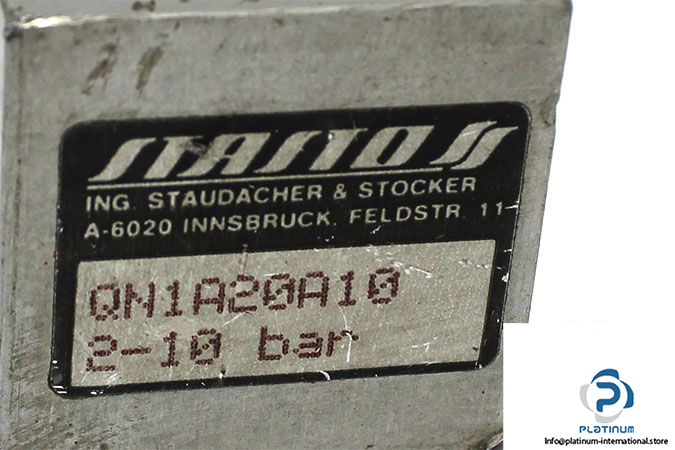 STASTO
ING. STAUDACHER & STOCKER
A-6020 INNSBRUCK, FELDSTR. 11
QN1A20A10
2-10 bar
PLATINUM
Info@platinum-international.store